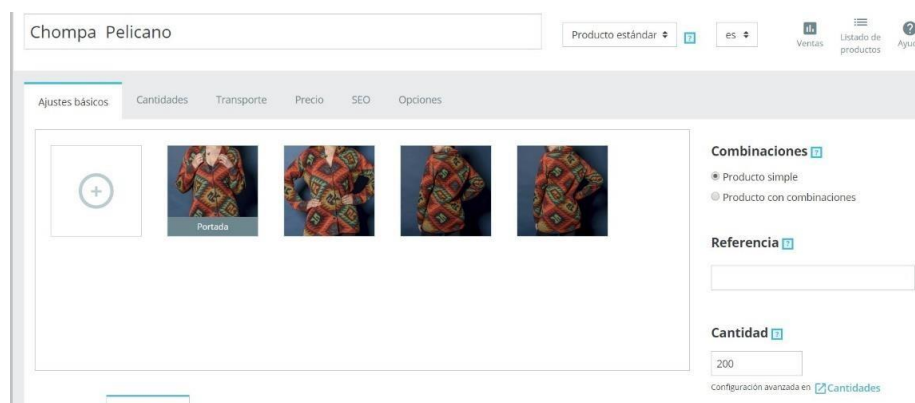 Chompa Pelicano
Producto estándar
?
es
Ventas
Listado de
productos
Ajustes básicos
Cantidades
Transporte
Precio
SEO
Opciones
Portada
Combinaciones ?
Producto simple
Producto con combinaciones
Referencia ?
Cantidad ?
200
Configuración avanzada en Cantidades